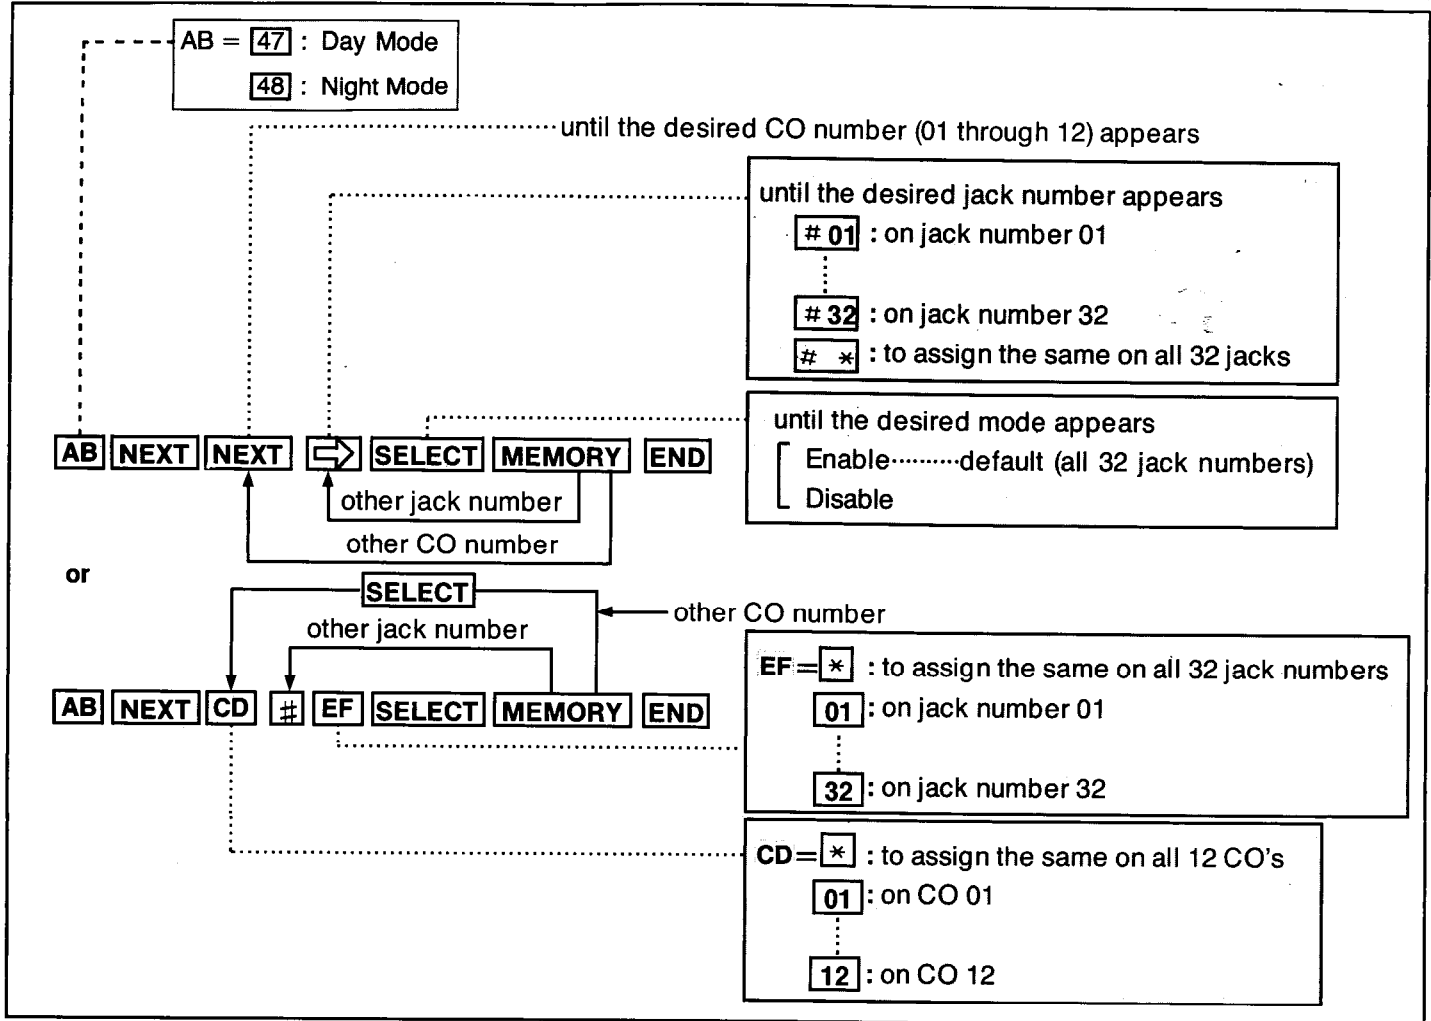 AB = 47 : Day Mode
48 : Night Mode
until the desired CO number (01 through 12) appears
until the desired jack number appears
# 01 : on jack number 01
# 32 : on jack number 32
# * : to assign the same on all 32 jacks
until the desired mode appears
Enable··········default (all 32 jack numbers)
Disable
AB NEXT NEXT ⇨ SELECT MEMORY END
other jack number
other CO number
or
SELECT
other CO number
other jack number
AB NEXT CD # EF SELECT MEMORY END
EF=* : to assign the same on all 32 jack numbers
01 : on jack number 01
32 : on jack number 32
CD=* : to assign the same on all 12 CO's
01 : on CO 01
12 : on CO 12